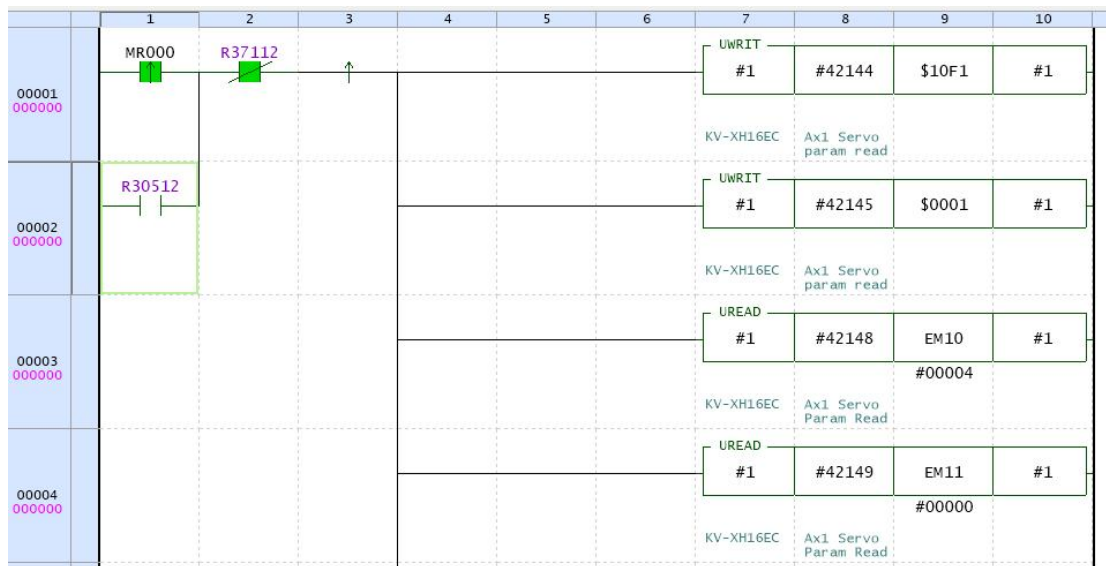 1 2 3 4 5 6 7 8 9 10
MR000 R37112 UWRIT
#1 #42144 $10F1 #1
00001
000000
KV-XH16EC Ax1 Servo
param read
R30512 UWRIT
#1 #42145 $0001 #1
00002
000000
KV-XH16EC Ax1 Servo
param read
UREAD
#1 #42148 EM10 #1
00003
000000
#00004
KV-XH16EC Ax1 Servo
Param Read
UREAD
#1 #42149 EM11 #1
00004
000000
#00000
KV-XH16EC Ax1 Servo
Param Read